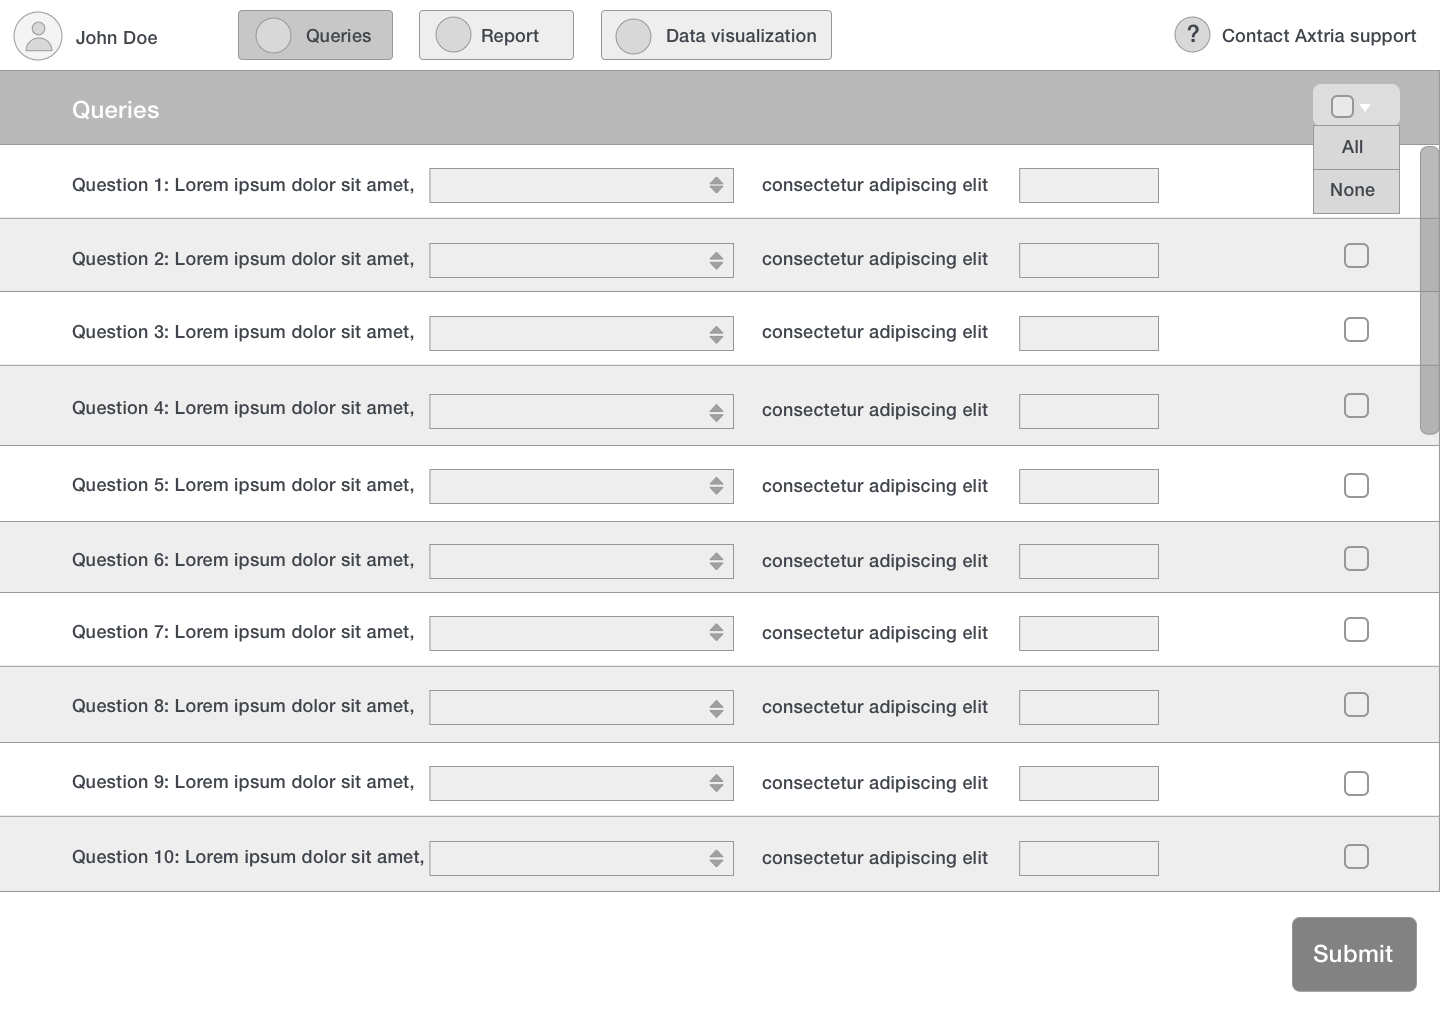 John Doe
Queries
Report
Data visualization
? Contact Axtria support
Queries
All
None
Question 1: Lorem ipsum dolor sit amet, consectetur adipiscing elit
Question 2: Lorem ipsum dolor sit amet, consectetur adipiscing elit
Question 3: Lorem ipsum dolor sit amet, consectetur adipiscing elit
Question 4: Lorem ipsum dolor sit amet, consectetur adipiscing elit
Question 5: Lorem ipsum dolor sit amet, consectetur adipiscing elit
Question 6: Lorem ipsum dolor sit amet, consectetur adipiscing elit
Question 7: Lorem ipsum dolor sit amet, consectetur adipiscing elit
Question 8: Lorem ipsum dolor sit amet, consectetur adipiscing elit
Question 9: Lorem ipsum dolor sit amet, consectetur adipiscing elit
Question 10: Lorem ipsum dolor sit amet, consectetur adipiscing elit
Submit